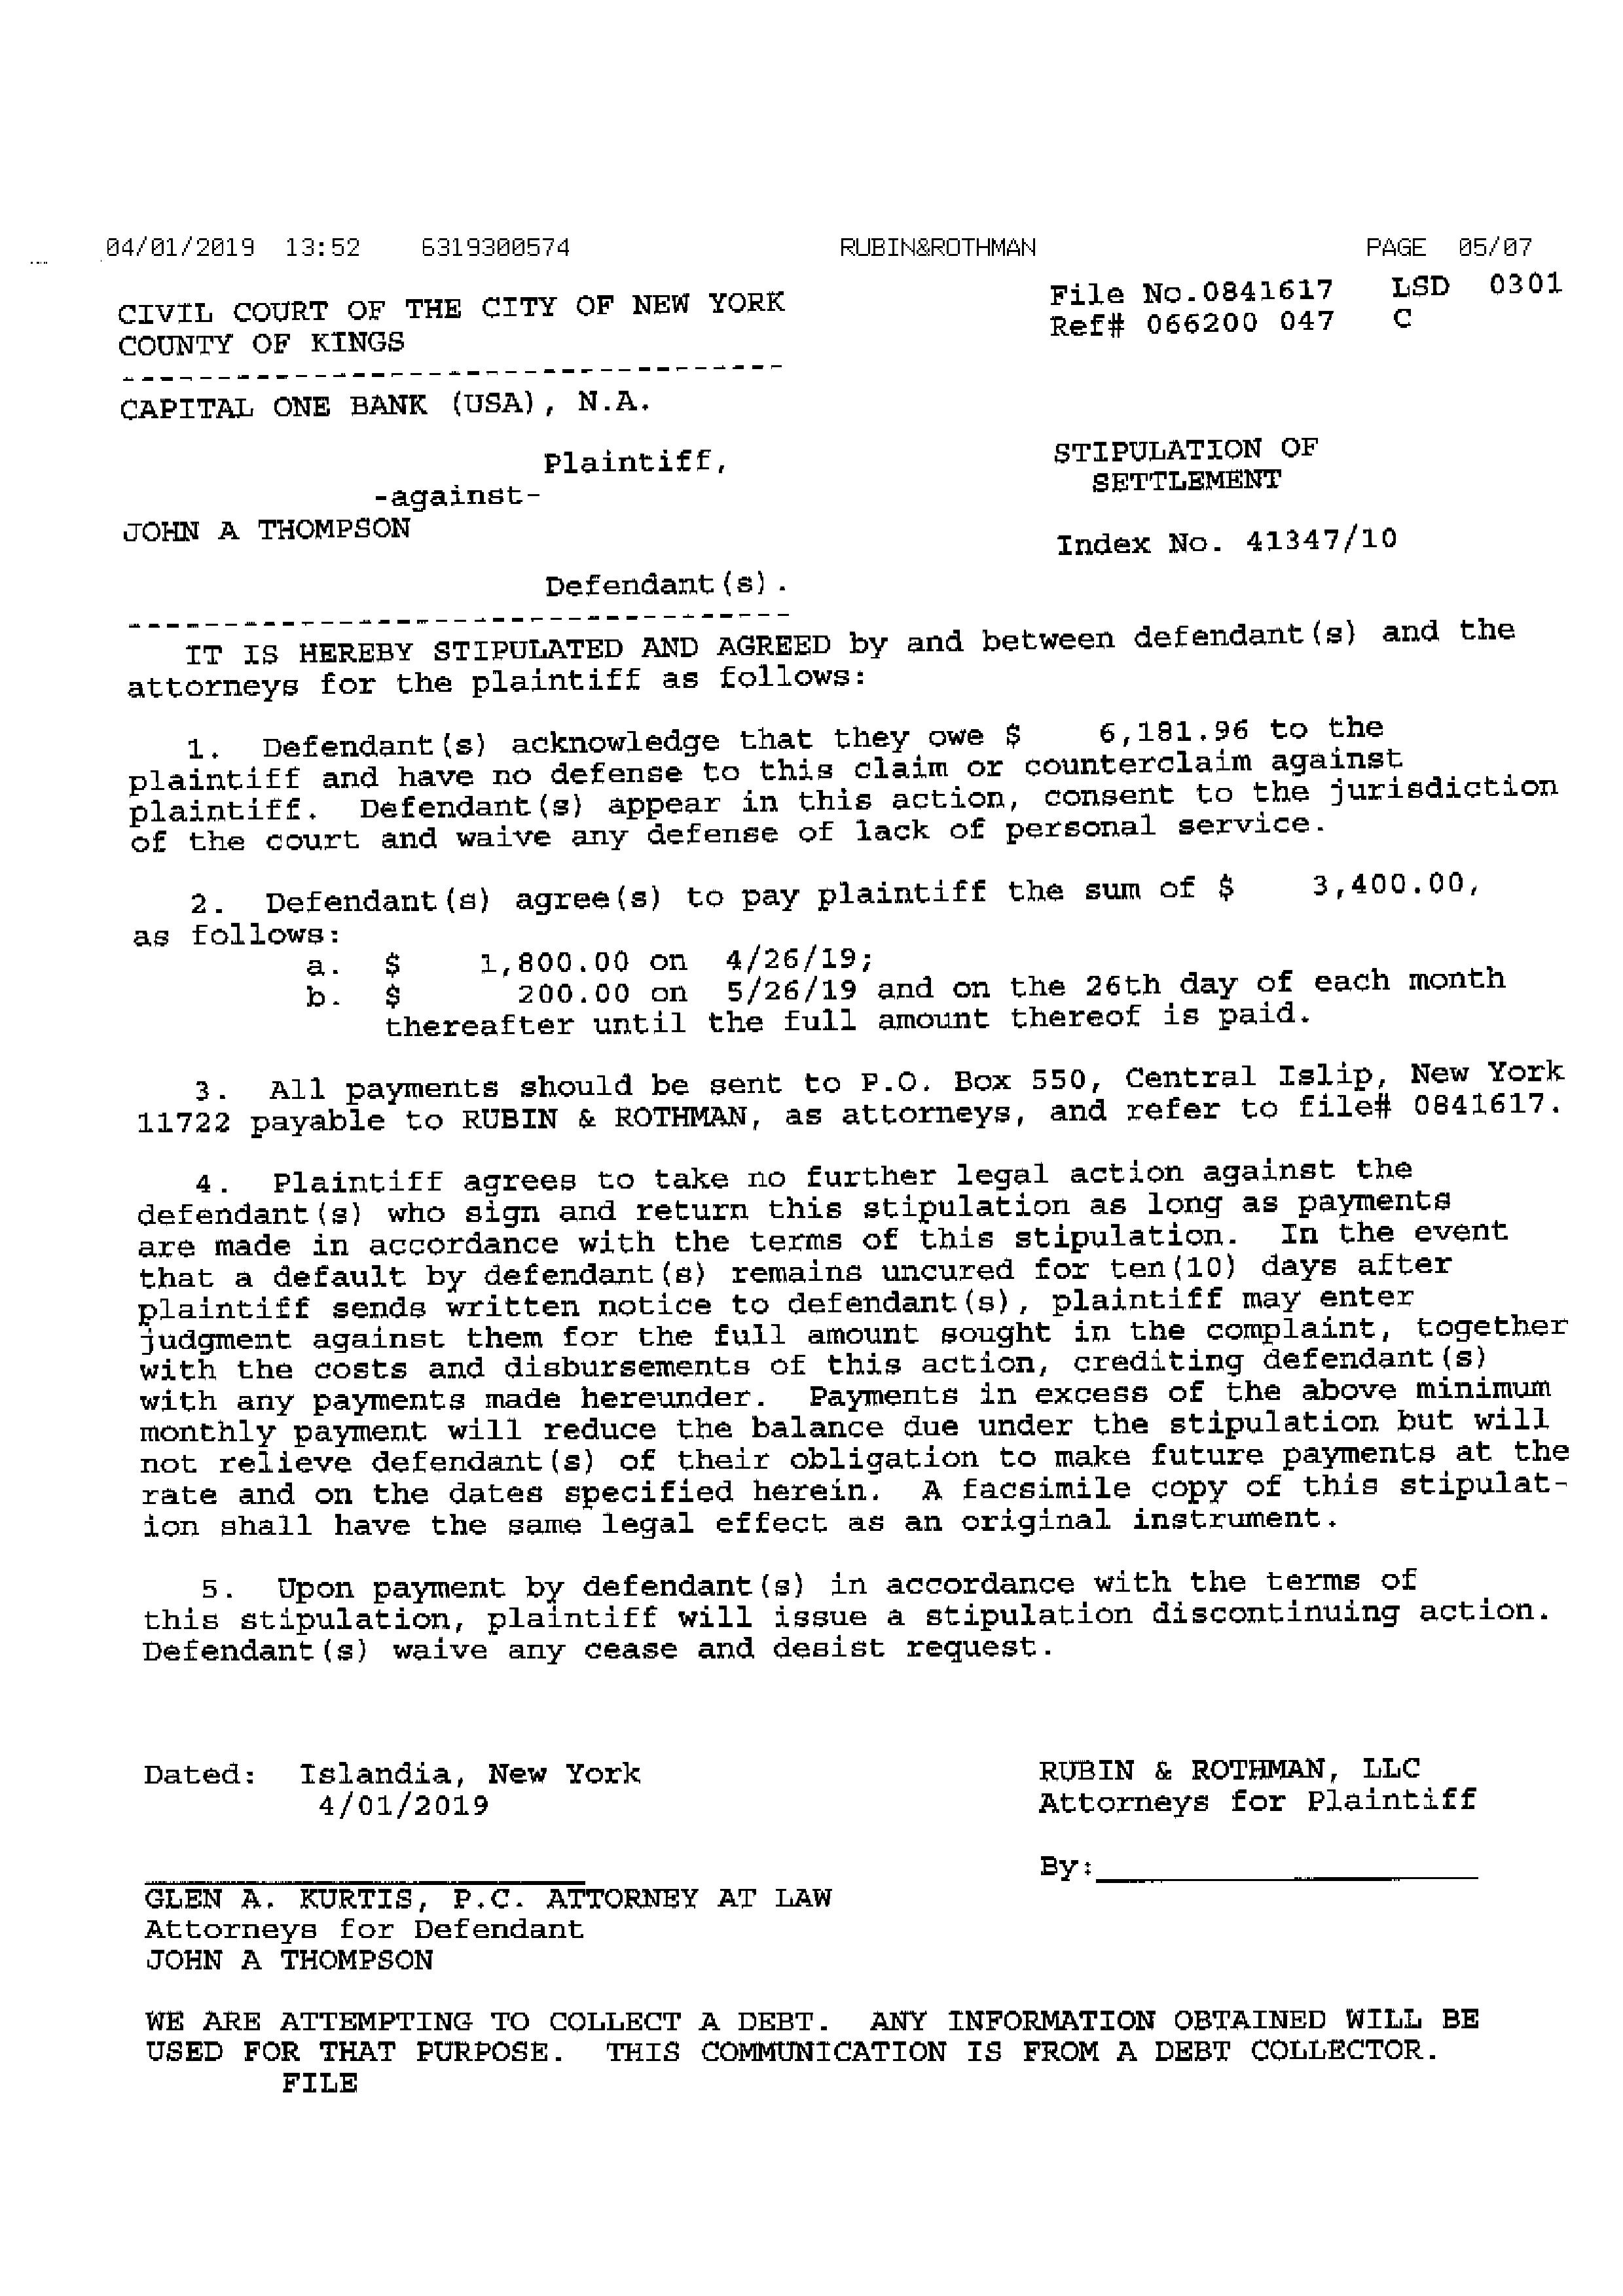 04/01/2019 13:52 6319300574 RUBIN&ROTHMAN PAGE 05/07
File No.0841617 LSD 0301
CIVIL COURT OF THE CITY OF NEW YORK
Ref# 066200 047 C
COUNTY OF KINGS
-----------------------------------
CAPITAL ONE BANK (USA), N.A.
Plaintiff,
STIPULATION OF
SETTLEMENT
-against-
JOHN A THOMPSON
Index No. 41347/10
Defendant(s).
-----------------------------------
IT IS HEREBY STIPULATED AND AGREED by and between defendant(s) and the
attorneys for the plaintiff as follows:
1. Defendant(s) acknowledge that they owe $ 6,181.96 to the
plaintiff and have no defense to this claim or counterclaim against
plaintiff. Defendant(s) appear in this action, consent to the jurisdiction
of the court and waive any defense of lack of personal service.
2. Defendant(s) agree(s) to pay plaintiff the sum of $ 3,400.00,
as follows:
a. $ 1,800.00 on 4/26/19;
b. $ 200.00 on 5/26/19 and on the 26th day of each month
thereafter until the full amount thereof is paid.
3. All payments should be sent to P.O. Box 550, Central Islip, New York
11722 payable to RUBIN & ROTHMAN, as attorneys, and refer to file# 0841617.
4. Plaintiff agrees to take no further legal action against the
defendant(s) who sign and return this stipulation as long as payments
are made in accordance with the terms of this stipulation. In the event
that a default by defendant(s) remains uncured for ten(10) days after
plaintiff sends written notice to defendant(s), plaintiff may enter
judgment against them for the full amount sought in the complaint, together
with the costs and disbursements of this action, crediting defendant(s)
with any payments made hereunder. Payments in excess of the above minimum
monthly payment will reduce the balance due under the stipulation but will
not relieve defendant(s) of their obligation to make future payments at the
rate and on the dates specified herein. A facsimile copy of this stipulat-
ion shall have the same legal effect as an original instrument.
5. Upon payment by defendant(s) in accordance with the terms of
this stipulation, plaintiff will issue a stipulation discontinuing action.
Defendant(s) waive any cease and desist request.
Dated: Islandia, New York
4/01/2019
RUBIN & ROTHMAN, LLC
Attorneys for Plaintiff
By:
GLEN A. KURTIS, P.C. ATTORNEY AT LAW
Attorneys for Defendant
JOHN A THOMPSON
WE ARE ATTEMPTING TO COLLECT A DEBT. ANY INFORMATION OBTAINED WILL BE
USED FOR THAT PURPOSE. THIS COMMUNICATION IS FROM A DEBT COLLECTOR.
FILE